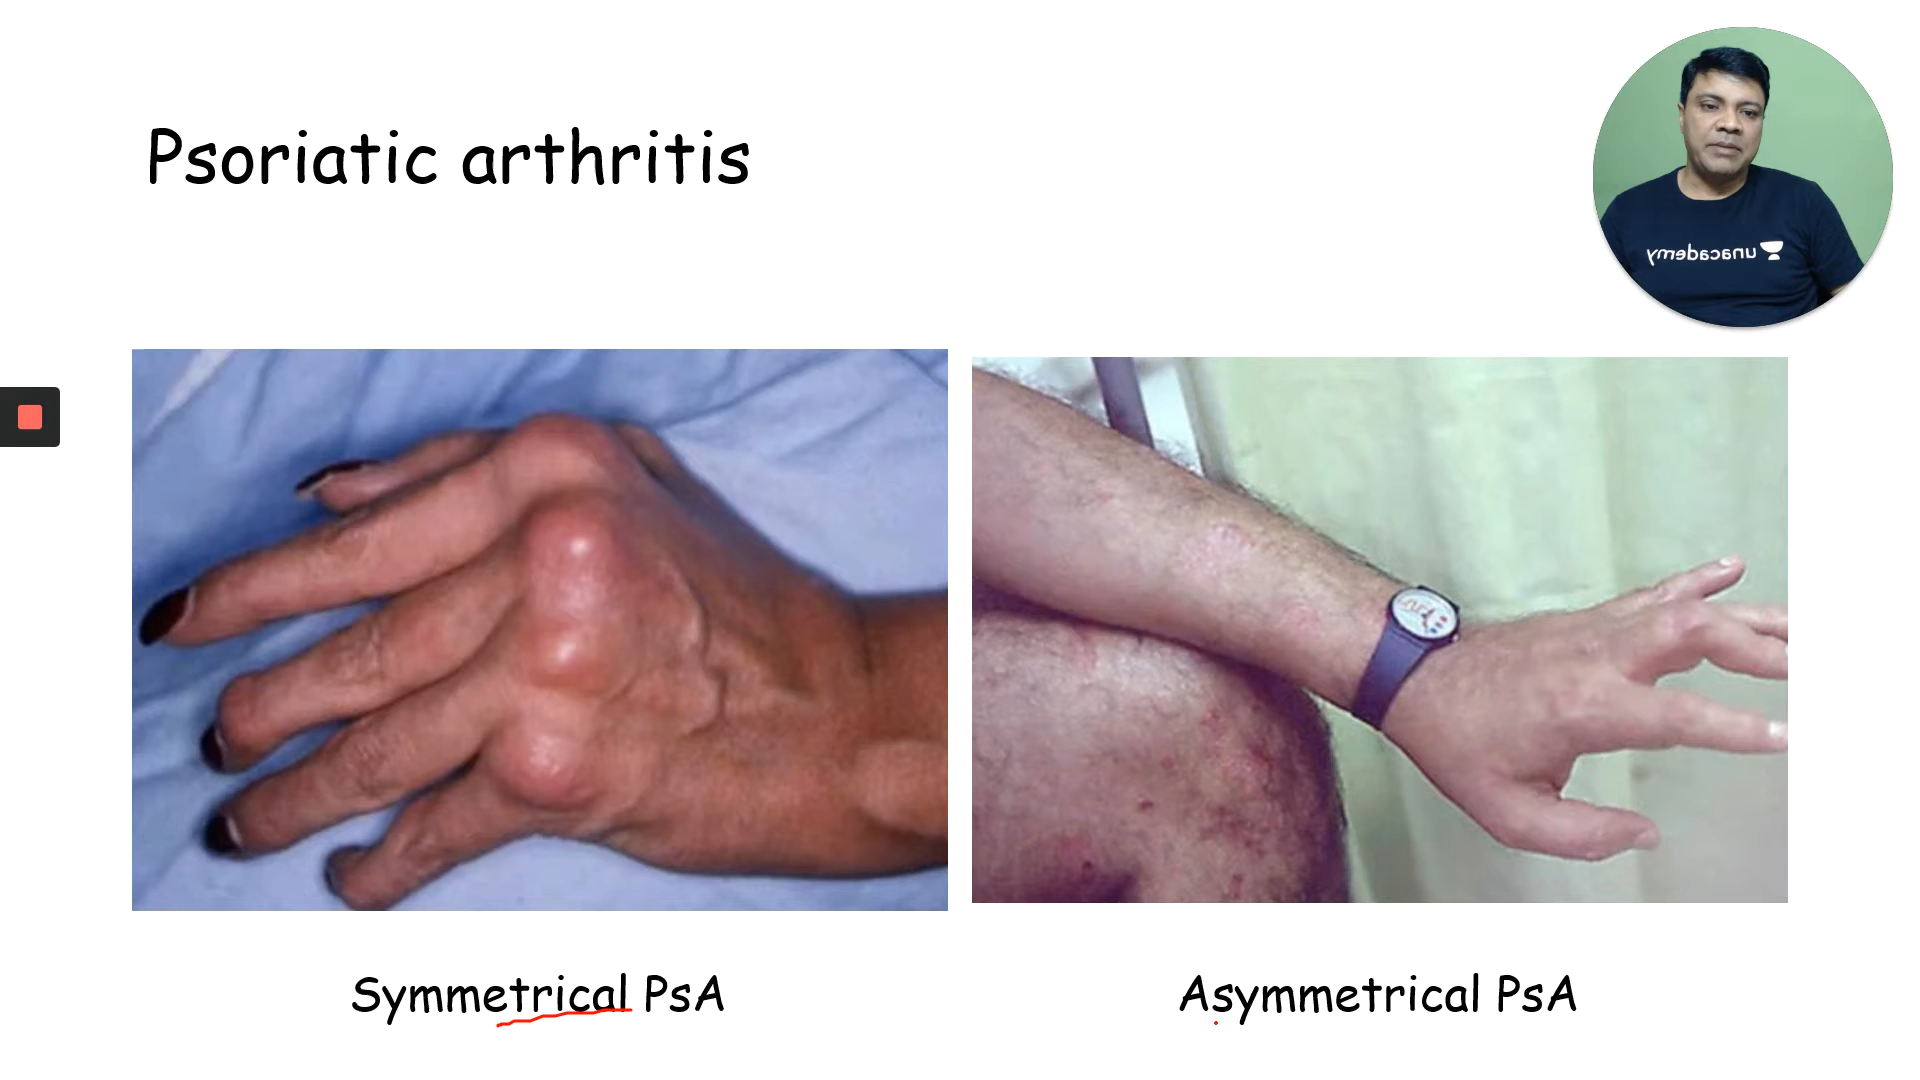 Psoriatic arthritis
unacademy
Symmetrical PsA
Asymmetrical PsA